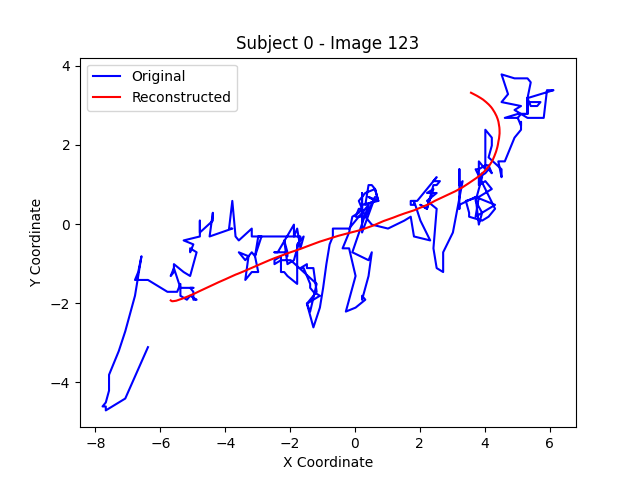 Subject 0 - Image 123
Original
Reconstructed
Y Coordinate
4
2
0
−2
−4
−8 −6 −4 −2 0 2 4 6
X Coordinate